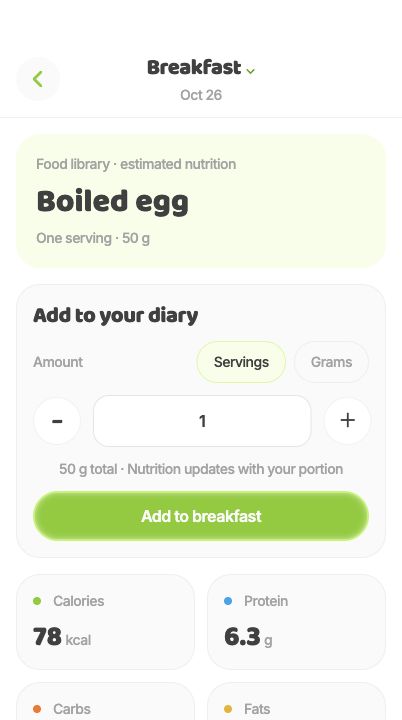 Breakfast
Oct 26
Food library · estimated nutrition
Boiled egg
One serving · 50 g
Add to your diary
Amount
Servings
Grams
-
1
+
50 g total · Nutrition updates with your portion
Add to breakfast
Calories
Protein
78 kcal
6.3 g
Carbs
Fats